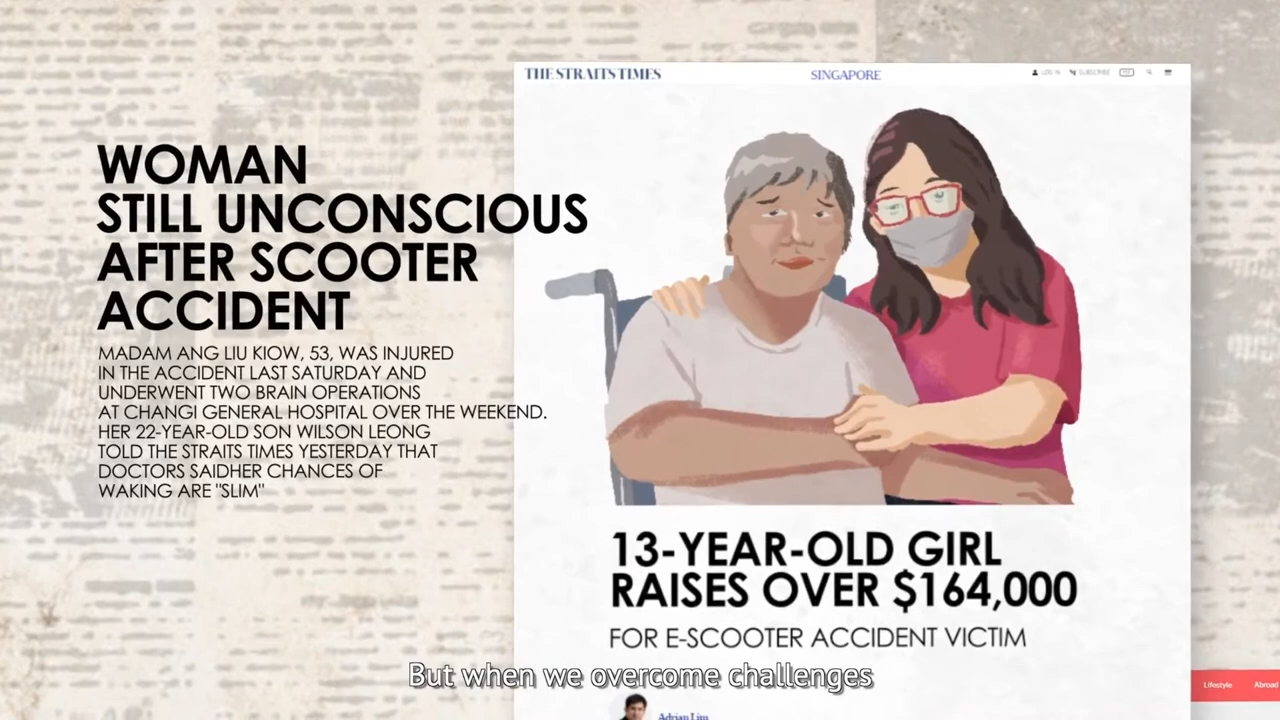 THE STRAITS TIMES
SINGAPORE
LOG IN
SUBSCRIBE
WOMAN
STILL UNCONSCIOUS
AFTER SCOOTER
ACCIDENT
MADAM ANG LIU KIOW, 53, WAS INJURED
IN THE ACCIDENT LAST SATURDAY AND
UNDERWENT TWO BRAIN OPERATIONS
AT CHANGI GENERAL HOSPITAL OVER THE WEEKEND.
HER 22-YEAR-OLD SON WILSON LEONG
TOLD THE STRAITS TIMES YESTERDAY THAT
DOCTORS SAIDHER CHANCES OF
WAKING ARE "SLIM"
13-YEAR-OLD GIRL
RAISES OVER $164,000
FOR E-SCOOTER ACCIDENT VICTIM
But when we overcome challenges
Lifestyle
Abroad
Adrian Lim